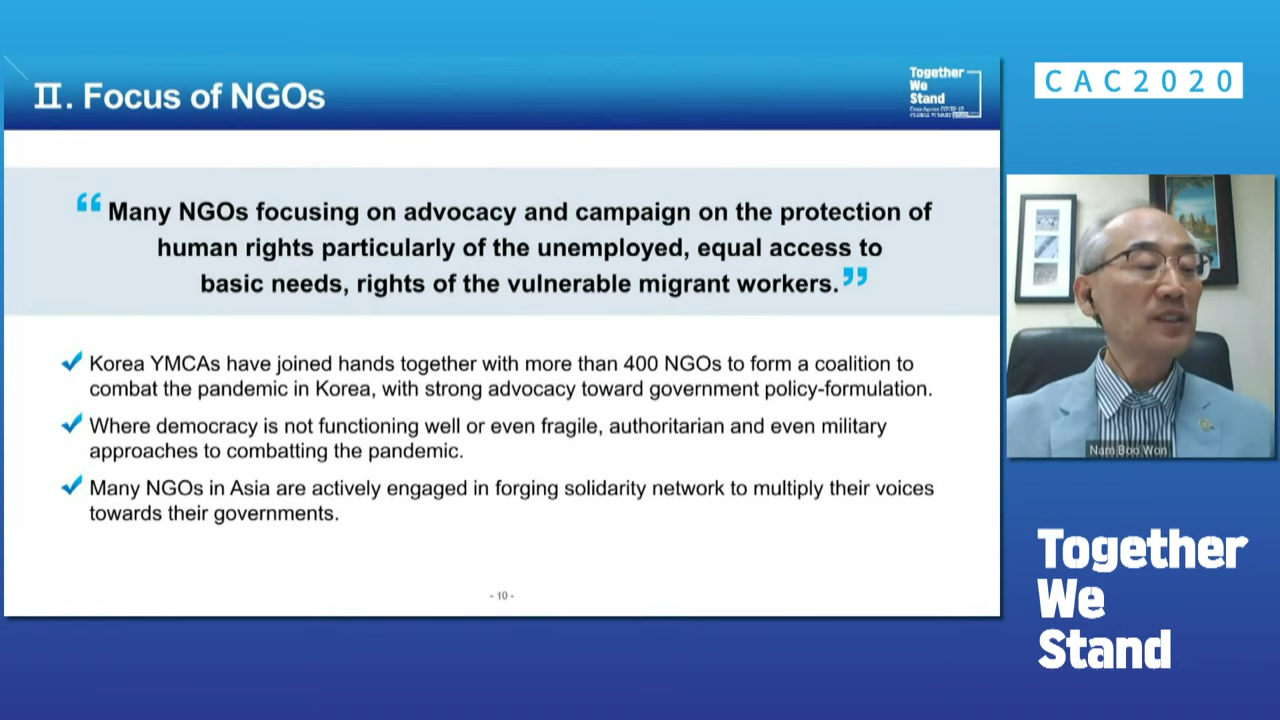 Ⅱ. Focus of NGOs
Together
We
Stand
CAC2020
“ Many NGOs focusing on advocacy and campaign on the protection of
human rights particularly of the unemployed, equal access to
basic needs, rights of the vulnerable migrant workers. ”
Korea YMCAs have joined hands together with more than 400 NGOs to form a coalition to
combat the pandemic in Korea, with strong advocacy toward government policy-formulation.
Where democracy is not functioning well or even fragile, authoritarian and even military
approaches to combatting the pandemic.
Many NGOs in Asia are actively engaged in forging solidarity network to multiply their voices
towards their governments.
- 10 -
Nam Boo Won
Together
We
Stand